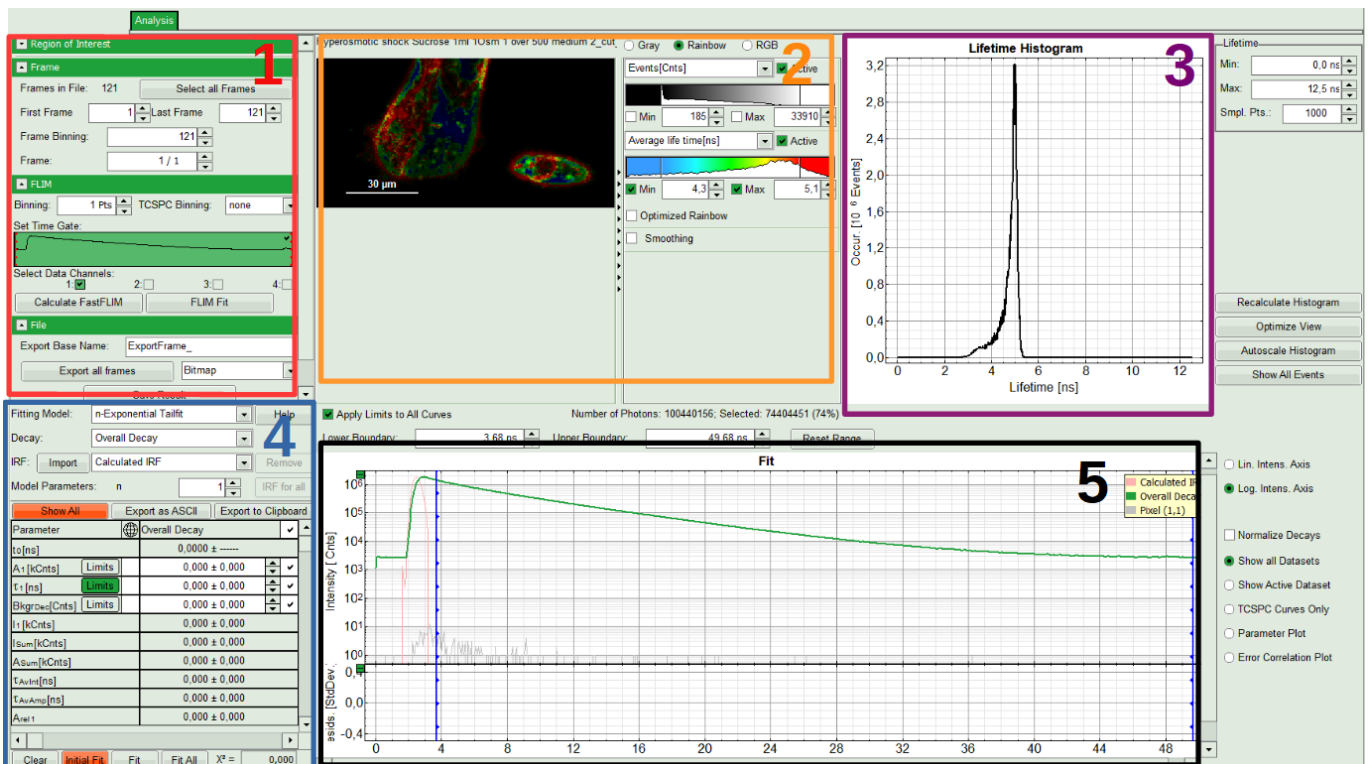 Analysis
Region of Interest
1
Frame
Frames in File: 121 Select all Frames
First Frame 1 Last Frame 121
Frame Binning: 121
Frame: 1 / 1
FLIM
Binning: 1 Pts TCSPC Binning: none
Set Time Gate:
Select Data Channels:
1: 2: 3: 4:
Calculate FastFLIM FLIM Fit
File
Export Base Name: ExportFrame_
Export all frames Bitmap
Save Result
Hyperosmotic shock Sucrose 1ml 1Osm 1 over 500 medium 2_cut
30 µm
Gray Rainbow RGB
2
Events[Cnts] Active
Min 185 Max 33910
Average life time[ns] Active
Min 4,3 Max 5,1
Optimized Rainbow
Smoothing
Lifetime Histogram
3
Occur. [10 6 Events]
3,2
2,8
2,4
2,0
1,6
1,2
0,8
0,4
0,0
0 2 4 6 8 10 12
Lifetime [ns]
Lifetime
Min: 0,0 ns
Max: 12,5 ns
Smpl. Pts.: 1000
Recalculate Histogram
Optimize View
Autoscale Histogram
Show All Events
Fitting Model: n-Exponential Tailfit Help
4
Decay: Overall Decay
IRF: Import Calculated IRF Remove
Model Parameters: n 1 IRF for all
Show All Export as ASCII Export to Clipboard
Parameter Overall Decay
to[ns] 0,0000 ± ------
A1[kCnts] Limits 0,000 ± 0,000
τ1[ns] Limits 0,000 ± 0,000
BkgrDec[Cnts] Limits 0,000 ± 0,000
I1[kCnts] 0,000 ± 0,000
ISum[kCnts] 0,000 ± 0,000
ASum[kCnts] 0,000 ± 0,000
τAvInt[ns] 0,000 ± 0,000
τAvAmp[ns] 0,000 ± 0,000
Arel1 0,000 ± 0,000
Clear Initial Fit Fit Fit All X² = 0,000
Apply Limits to All Curves Number of Photons: 100440156; Selected: 74404451 (74%)
Lower Boundary: 3,68 ns Upper Boundary: 49,68 ns Reset Range
Fit
5
Calculated IR
Overall Deca
Pixel (1,1)
Intensity [Cnts]
10⁶
10⁵
10⁴
10³
10²
10¹
10⁰
esids. [StdDev
0,4
0,0
-0,4
0 4 8 12 16 20 24 28 32 36 40 44 48
Lin. Intens. Axis
Log. Intens. Axis
Normalize Decays
Show all Datasets
Show Active Dataset
TCSPC Curves Only
Parameter Plot
Error Correlation Plot